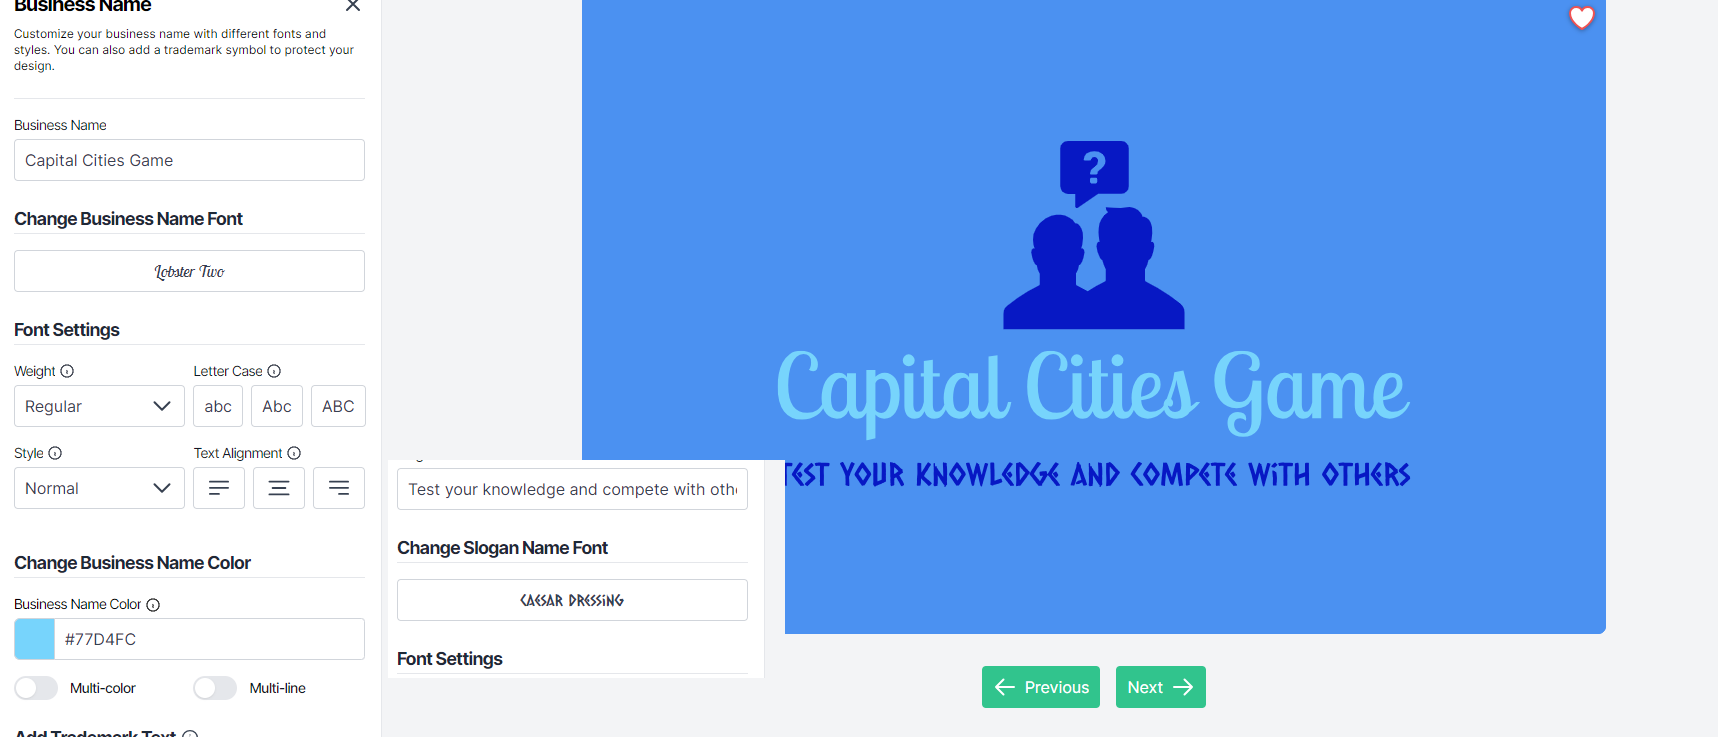 Business Name
Customize your business name with different fonts and
styles. You can also add a trademark symbol to protect your
design.
Business Name
Capital Cities Game
Change Business Name Font
Lobster Two
Font Settings
Weight
Letter Case
Regular
abc
Abc
ABC
Style
Text Alignment
Normal
Change Business Name Color
Business Name Color
#77D4FC
Multi-color
Multi-line
Add Trademark Text
Test your knowledge and compete with oth
Change Slogan Name Font
CAESAR DRESSING
Font Settings
?
Capital Cities Game
TEST YOUR KNOWLEDGE AND COMPETE WITH OTHERS
Previous
Next